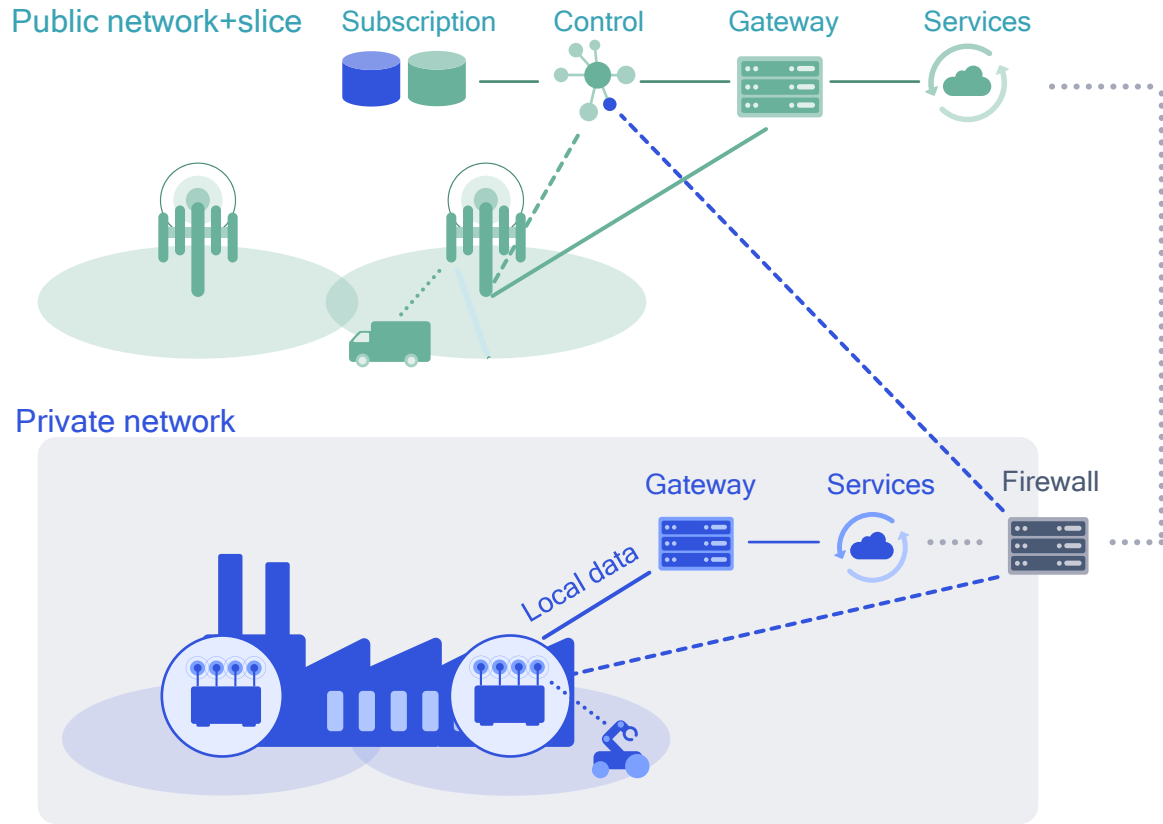 Public network+slice
Subscription
Control
Gateway
Services
Private network
Gateway
Services
Firewall
Local data